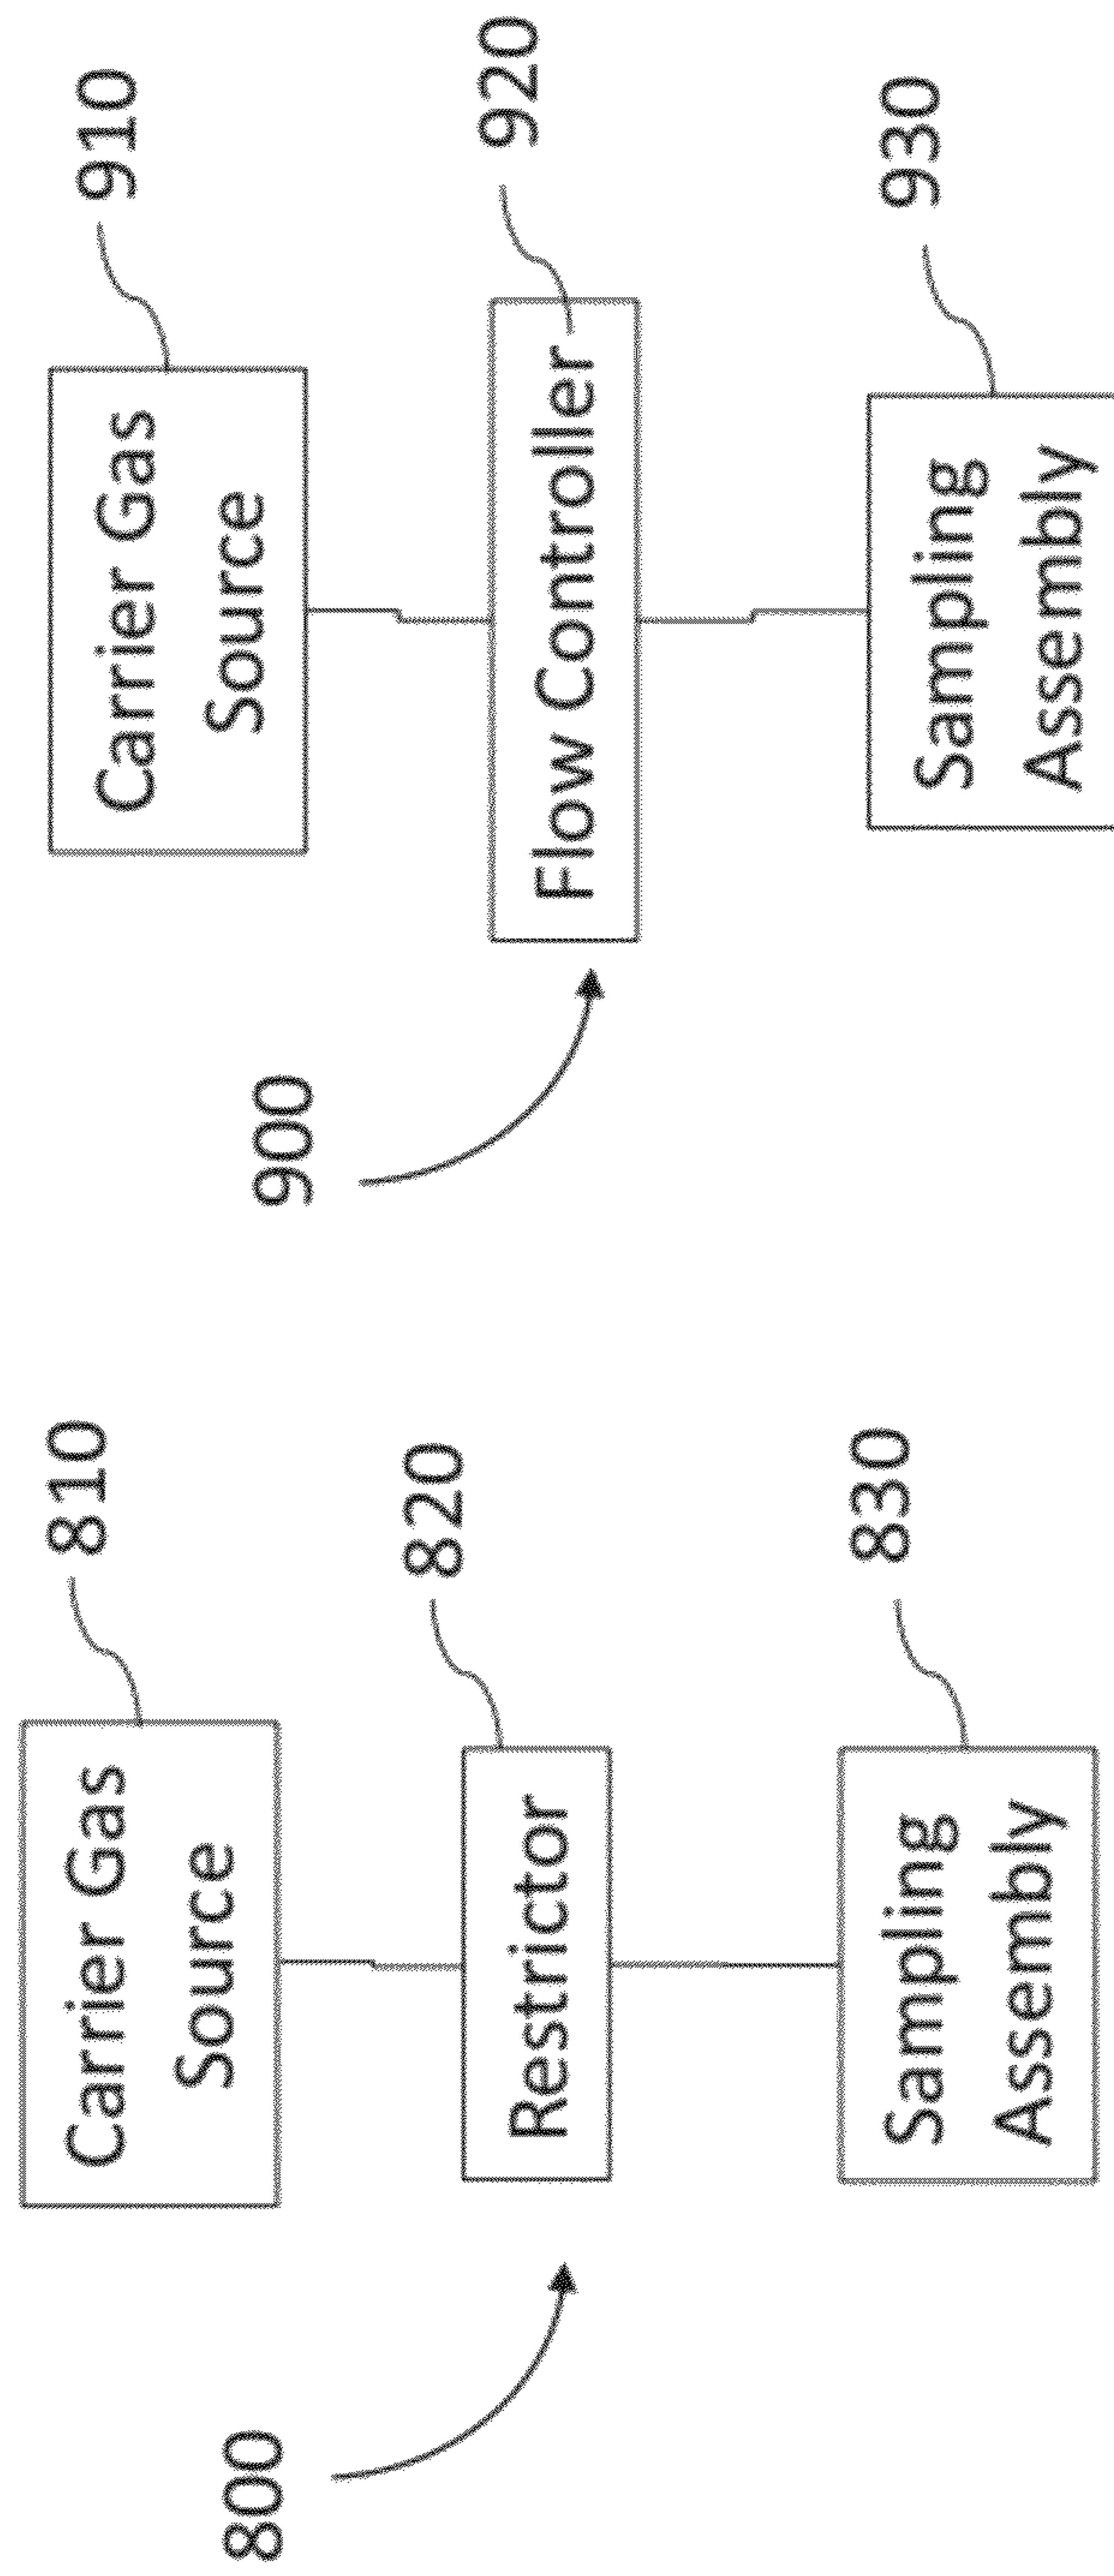 810
Carrier Gas
Source
820
Restrictor
830
Sampling
Assembly
800
910
Carrier Gas
Source
920
Flow Controller
930
Sampling
Assembly
900